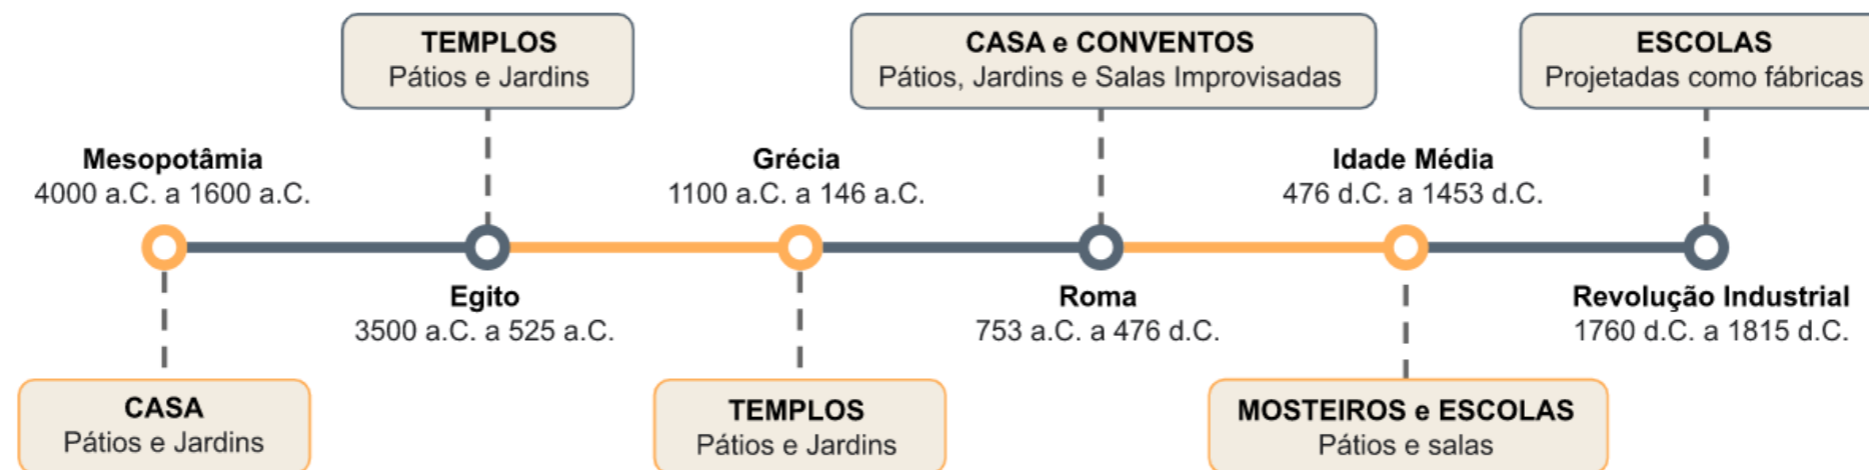 TEMPLOS
Pátios e Jardins
CASA e CONVENTOS
Pátios, Jardins e Salas Improvisadas
ESCOLAS
Projetadas como fábricas
Mesopotâmia
4000 a.C. a 1600 a.C.
Grécia
1100 a.C. a 146 a.C.
Idade Média
476 d.C. a 1453 d.C.
Egito
3500 a.C. a 525 a.C.
Roma
753 a.C. a 476 d.C.
Revolução Industrial
1760 d.C. a 1815 d.C.
CASA
Pátios e Jardins
TEMPLOS
Pátios e Jardins
MOSTEIROS e ESCOLAS
Pátios e salas